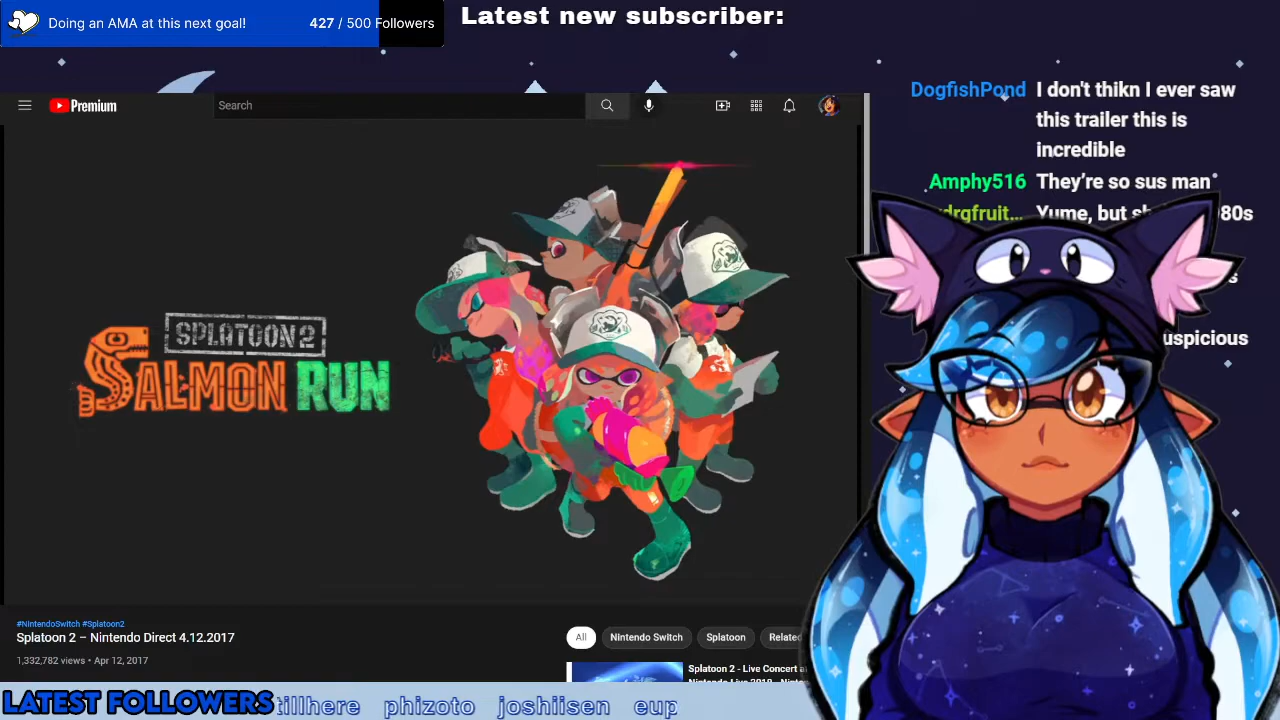 Doing an AMA at this next goal!
427 / 500 Followers
Latest new subscriber:
Premium
Search
DogfishPond I don't thikn I ever saw
this trailer this is
incredible
Amphy516 They're so sus man
drgfruit... Yume, but
80s
uspicious
SPLATOON 2
SALMON RUN
#NintendoSwitch #Splatoon2
Splatoon 2 – Nintendo Direct 4.12.2017
1,332,782 views • Apr 12, 2017
All
Nintendo Switch
Splatoon
Related
Splatoon 2 - Live Concert a
LATEST FOLLOWERS
tillhere phizoto joshiisen eup